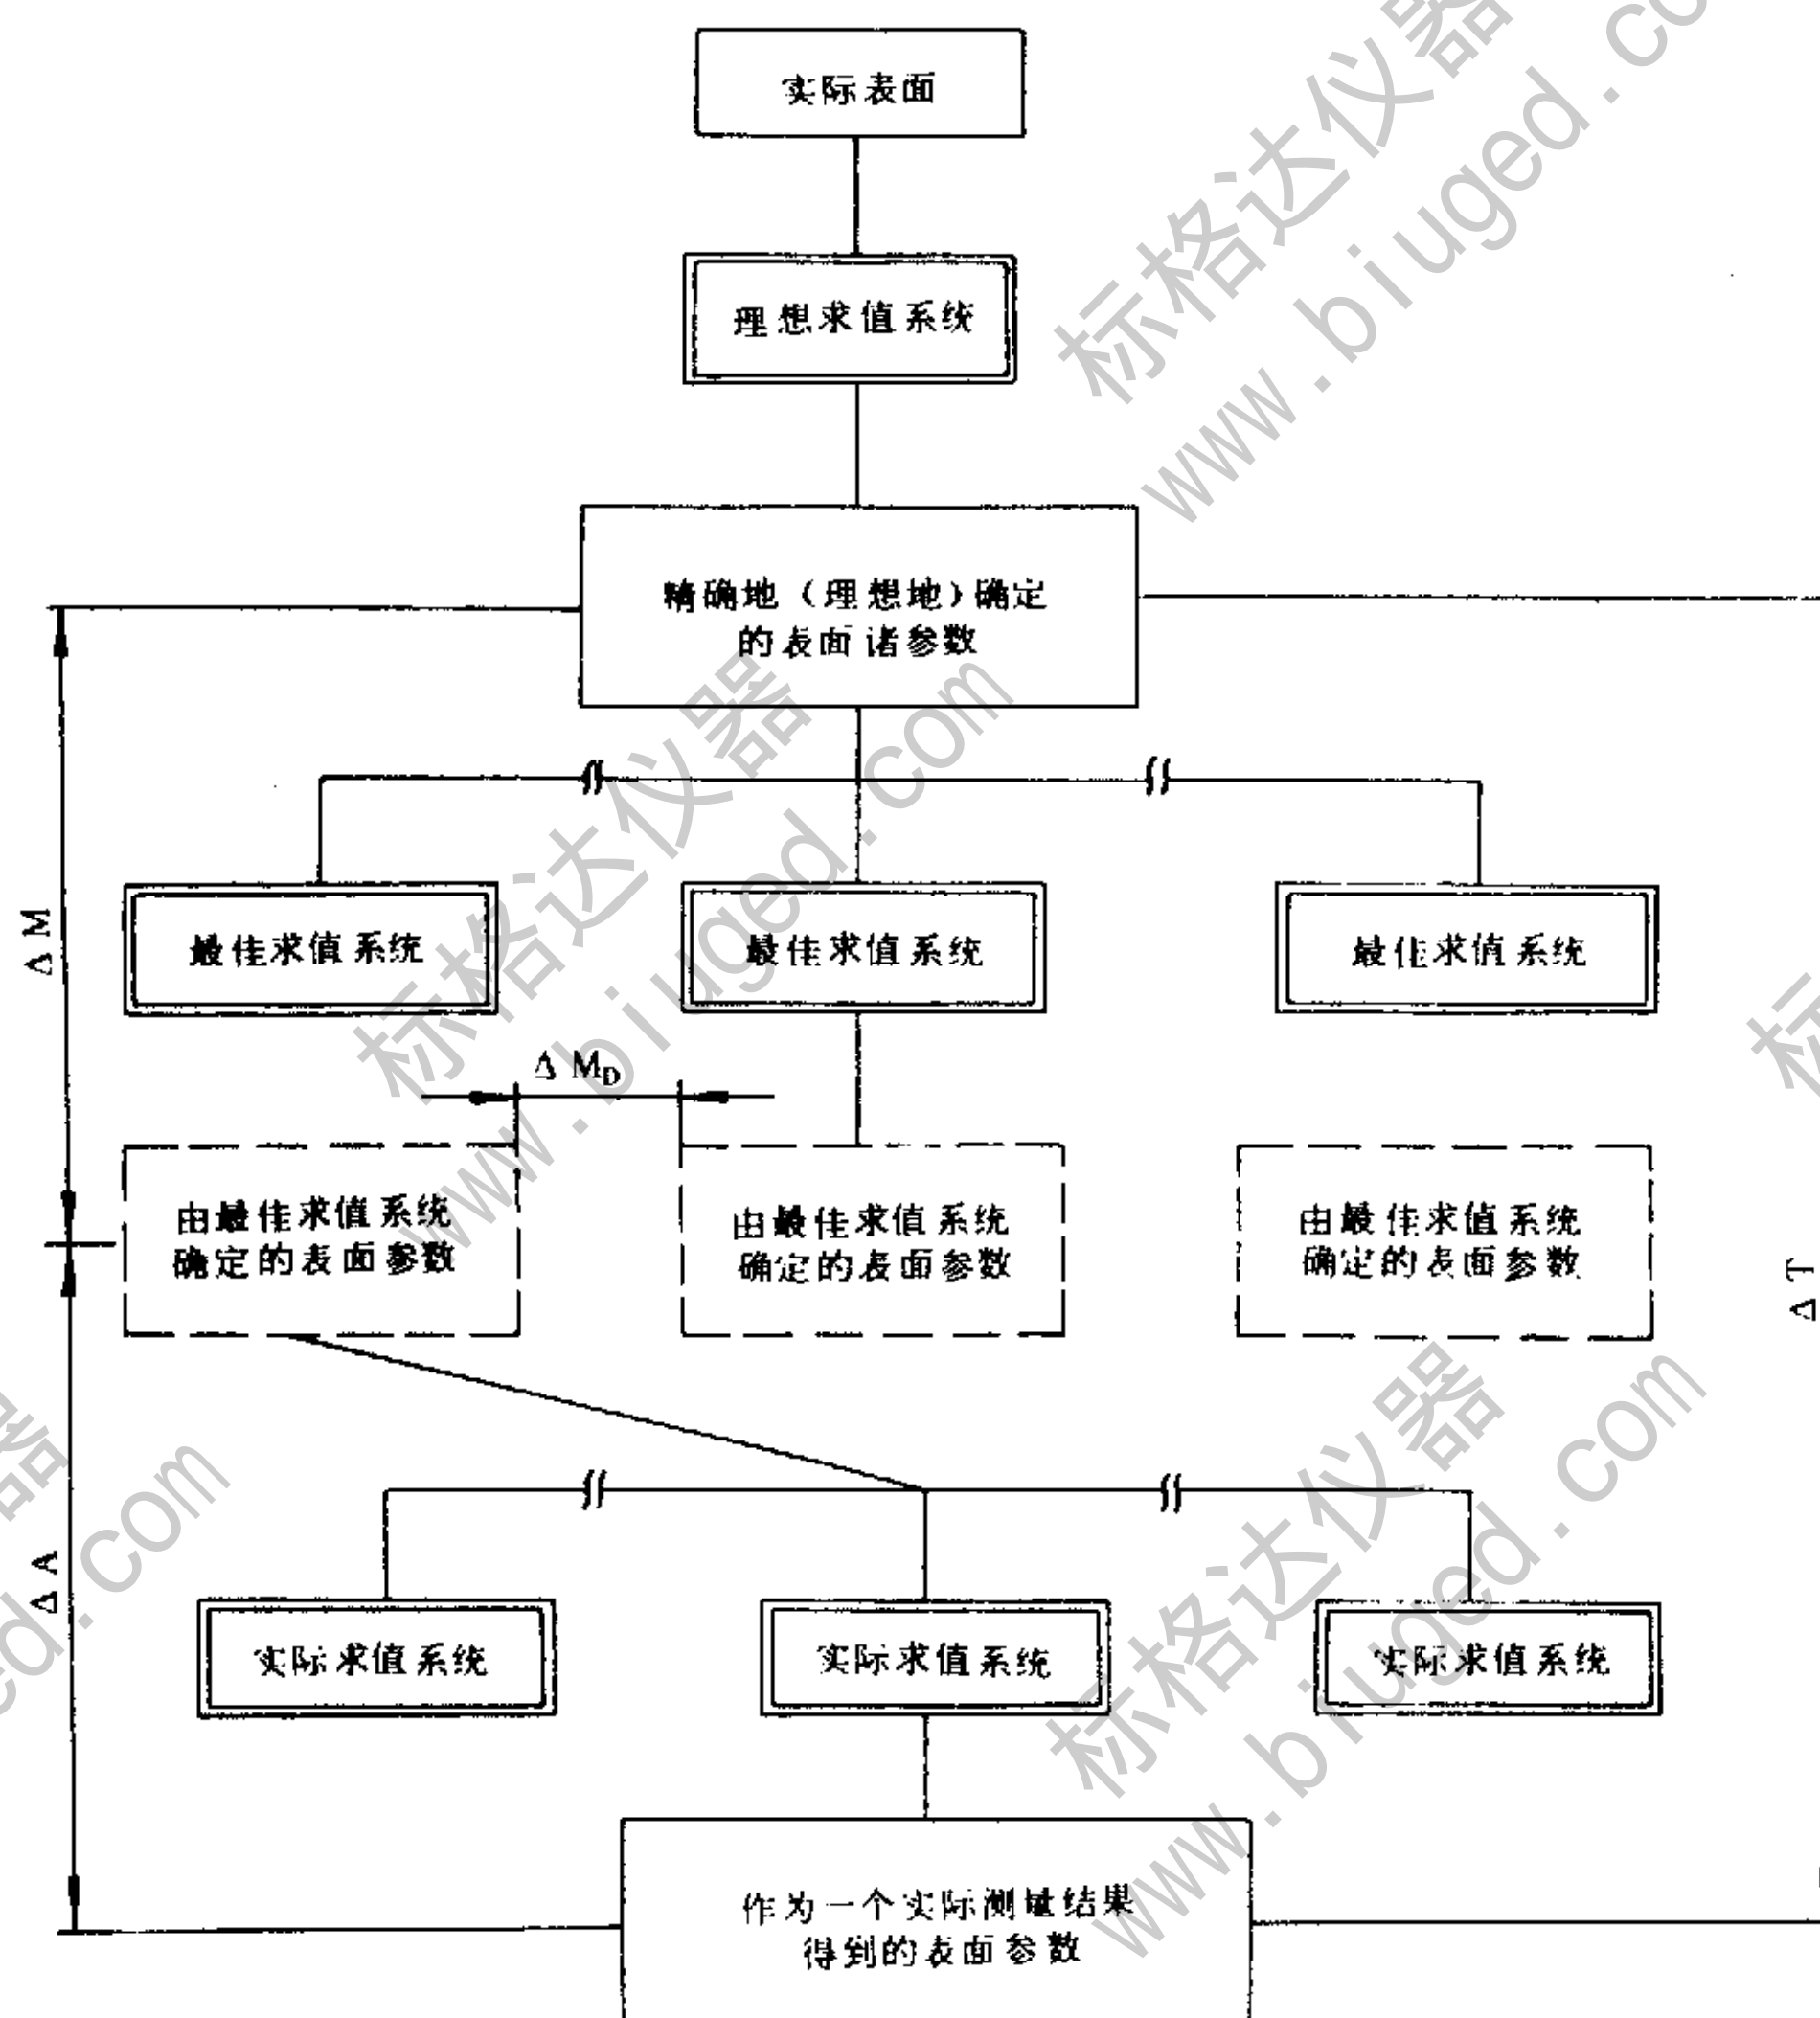 实际表面
理想求值系统
精确地（理想地）确定
的表面诸参数
ΔM
最佳求值系统
最佳求值系统
最佳求值系统
ΔM_D
由最佳求值系统
确定的表面参数
由最佳求值系统
确定的表面参数
由最佳求值系统
确定的表面参数
ΔT
ΔA
实际求值系统
实际求值系统
实际求值系统
作为一个实际测量结果
得到的表面参数
标格达仪器
www.biuged.co
标格达仪器
www.biuged.com
标格达仪器
www.biuged.com
标
器
ed.com